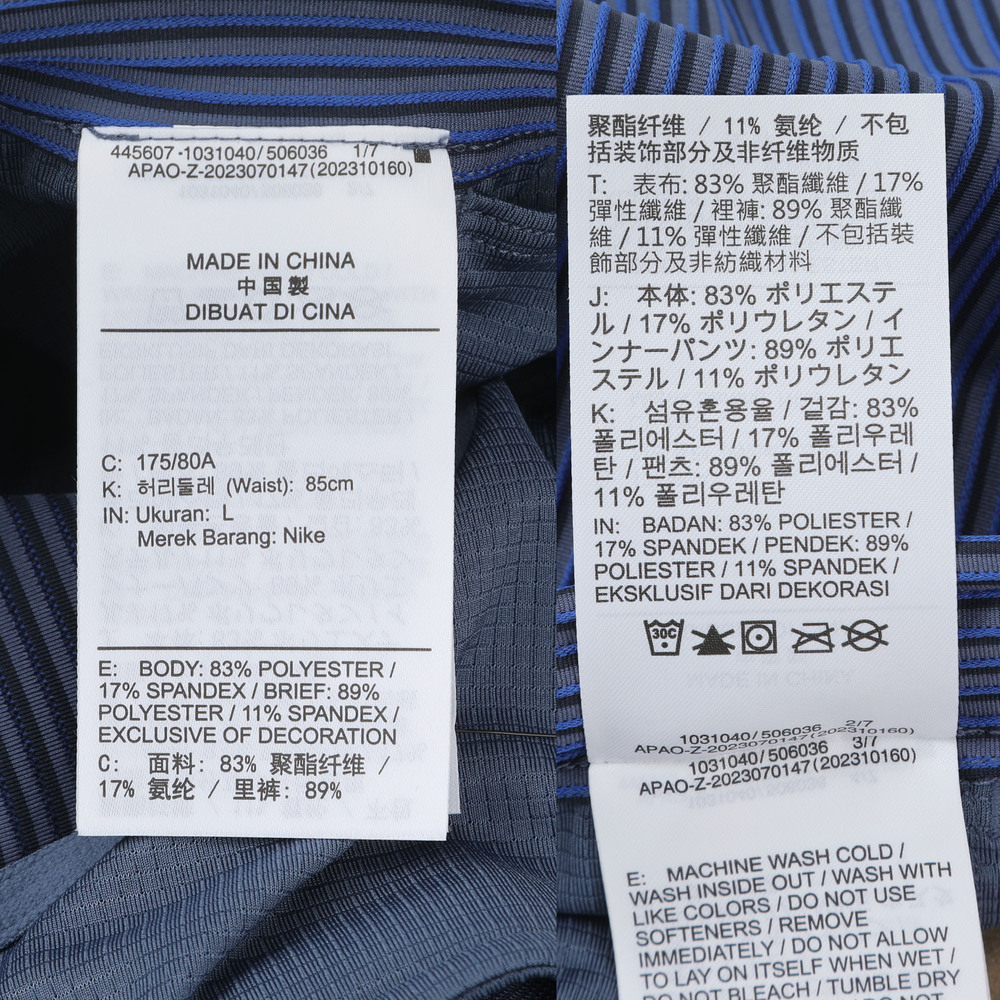 445607-1031040/506036 1/7
APAO-Z-2023070147(202310160)
MADE IN CHINA
中国製
DIBUAT DI CINA
C: 175/80A
K: 허리둘레 (Waist): 85cm
IN: Ukuran: L
Merek Barang: Nike
E: BODY: 83% POLYESTER /
17% SPANDEX / BRIEF: 89%
POLYESTER / 11% SPANDEX /
EXCLUSIVE OF DECORATION
C: 面料: 83% 聚酯纤维 /
17% 氨纶 / 里裤: 89%
聚酯纤维 / 11% 氨纶 / 不包
括装饰部分及非纤维物质
T: 表布: 83% 聚酯纖維 / 17%
彈性纖維 / 裡褲: 89% 聚酯纖
維 / 11% 彈性纖維 / 不包括裝
飾部分及非紡織材料
J: 本体: 83% ポリエステ
ル / 17% ポリウレタン / イ
ンナーパンツ: 89% ポリエ
ステル / 11% ポリウレタン
K: 섬유혼용율 / 겉감: 83%
폴리에스터 / 17% 폴리우레
탄 / 팬츠: 89% 폴리에스터 /
11% 폴리우레탄
IN: BADAN: 83% POLIESTER /
17% SPANDEK / PENDEK: 89%
POLIESTER / 11% SPANDEK /
EKSKLUSIF DARI DEKORASI
30C
1031040/506036 2/7
APAO-Z-2023070147(202310160)
1031040/506036 3/7
APAO-Z-2023070147(202310160)
E: MACHINE WASH COLD /
WASH INSIDE OUT / WASH WITH
LIKE COLORS / DO NOT USE
SOFTENERS / REMOVE
IMMEDIATELY / DO NOT ALLOW
TO LAY ON ITSELF WHEN WET /
DO NOT BLEACH / TUMBLE DRY